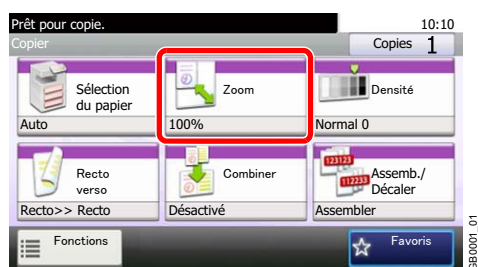 Prêt pour copie.
10:10
Copier
Copies 1
Sélection
du papier
Auto
Zoom
100%
Densité
Normal 0
Recto
verso
Recto>> Recto
Combiner
Désactivé
123123
112233
Assemb./
Décaler
Assembler
Fonctions
Favoris
GB0001_01